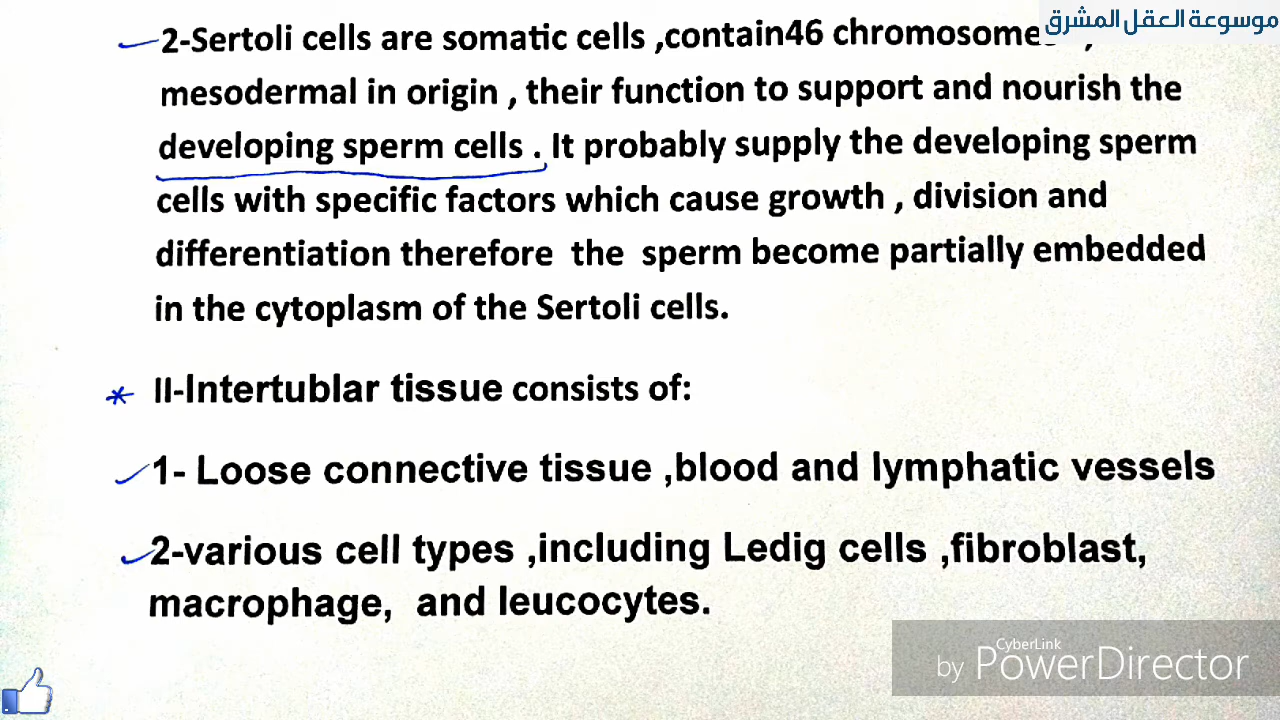 موسوعة العقل المشرق
2-Sertoli cells are somatic cells ,contain46 chromosomes ,
mesodermal in origin , their function to support and nourish the
developing sperm cells . It probably supply the developing sperm
cells with specific factors which cause growth , division and
differentiation therefore the sperm become partially embedded
in the cytoplasm of the Sertoli cells.
* II-Intertublar tissue consists of:
1- Loose connective tissue ,blood and lymphatic vessels
2-various cell types ,including Ledig cells ,fibroblast,
macrophage, and leucocytes.
CyberLink
by PowerDirector